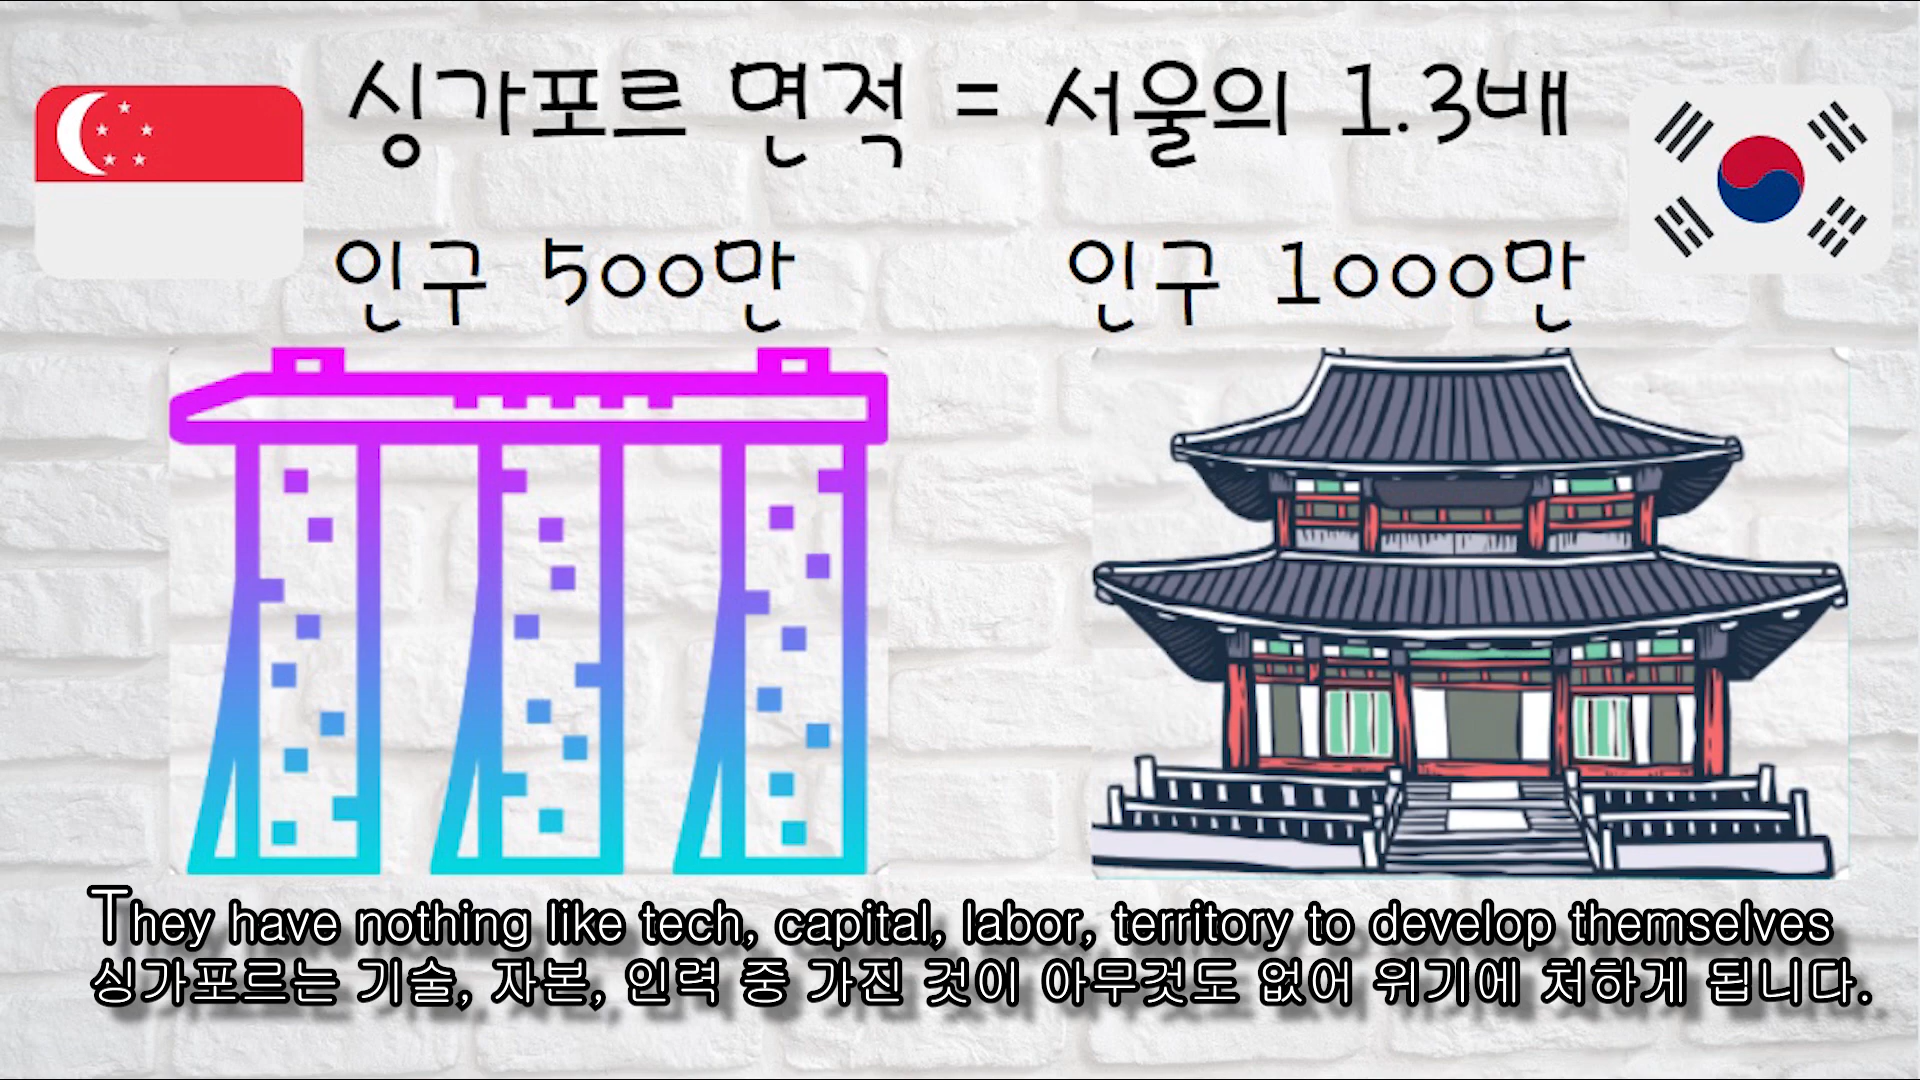 싱가포르 면적 = 서울의 1.3배
인구 500만
인구 1000만
They have nothing like tech, capital, labor, territory to develop themselves
싱가포르는 기술, 자본, 인력 중 가진 것이 아무것도 없어 위기에 처하게 됩니다.